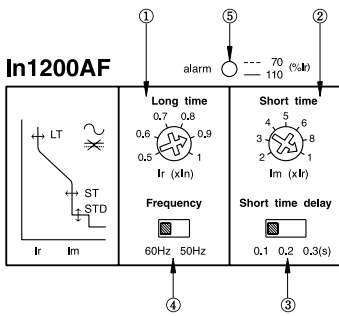 ① ⑤ ②
In1200AF
alarm --- 70 (%Ir)
— 110
Long time
0.5 0.6 0.7 0.8 0.9 1
Ir (xIn)
Short time
2 3 4 5 6 8 1
Im (xIr)
LT
ST
STD
Ir Im
Frequency
60Hz 50Hz
Short time delay
0.1 0.2 0.3(s)
④ ③